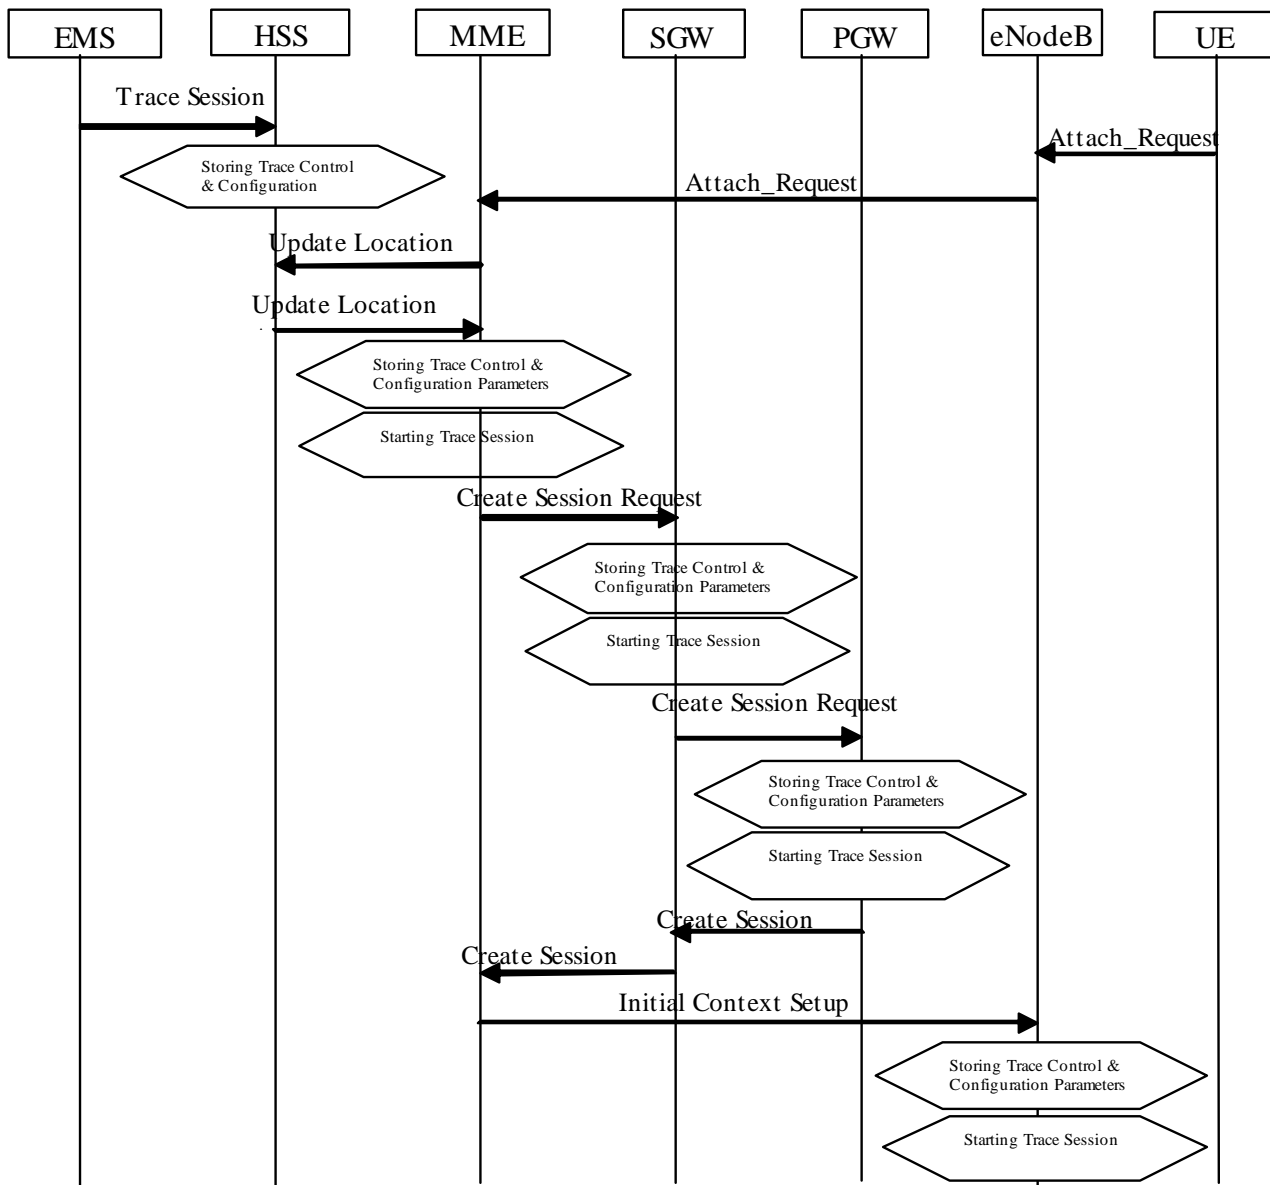 EMS
HSS
MME
SGW
PGW
eNodeB
UE
Trace Session
Attach_Request
Storing Trace Control
& Configuration
Attach_Request
Update Location
Update Location
Storing Trace Control &
Configuration Parameters
Starting Trace Session
Create Session Request
Storing Trace Control &
Configuration Parameters
Starting Trace Session
Create Session Request
Storing Trace Control &
Configuration Parameters
Starting Trace Session
Create Session
Create Session
Initial Context Setup
Storing Trace Control &
Configuration Parameters
Starting Trace Session